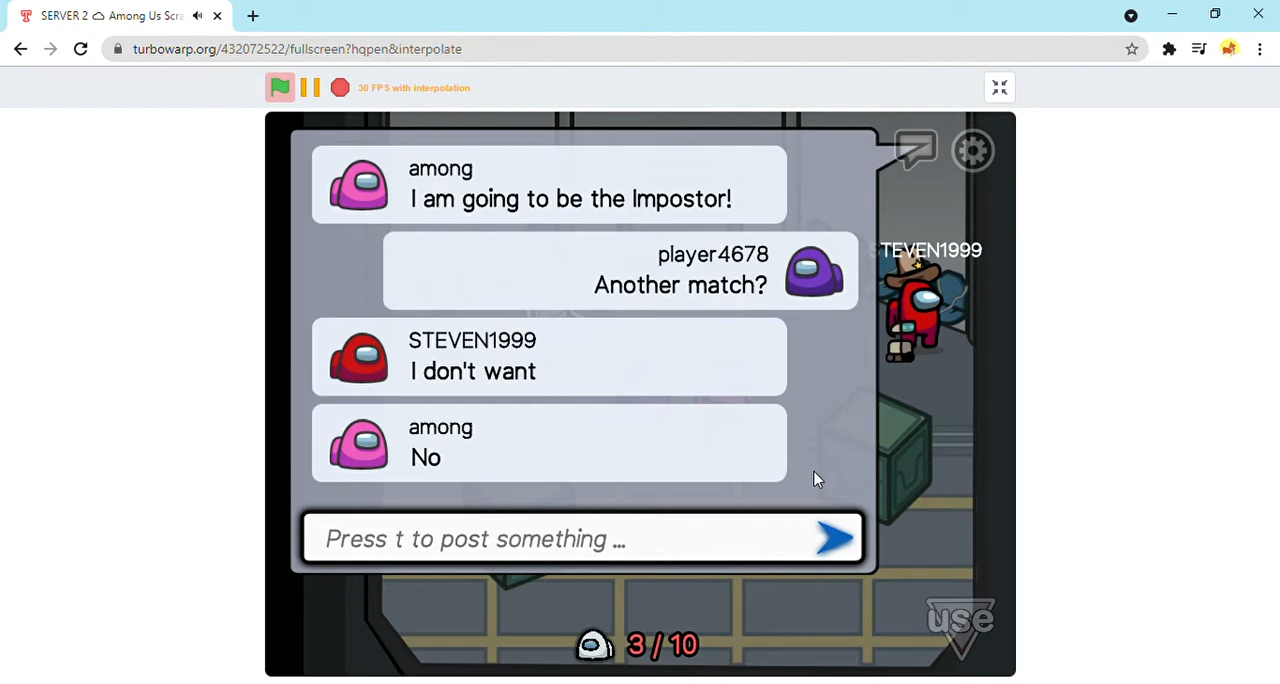 SERVER 2 ☁ Among Us Scra
turbowarp.org/432072522/fullscreen?hqpen&interpolate
30 FPS with interpolation
among
I am going to be the Impostor!
player4678
Another match?
STEVEN1999
STEVEN1999
I don't want
among
No
Press t to post something ...
use
3 / 10